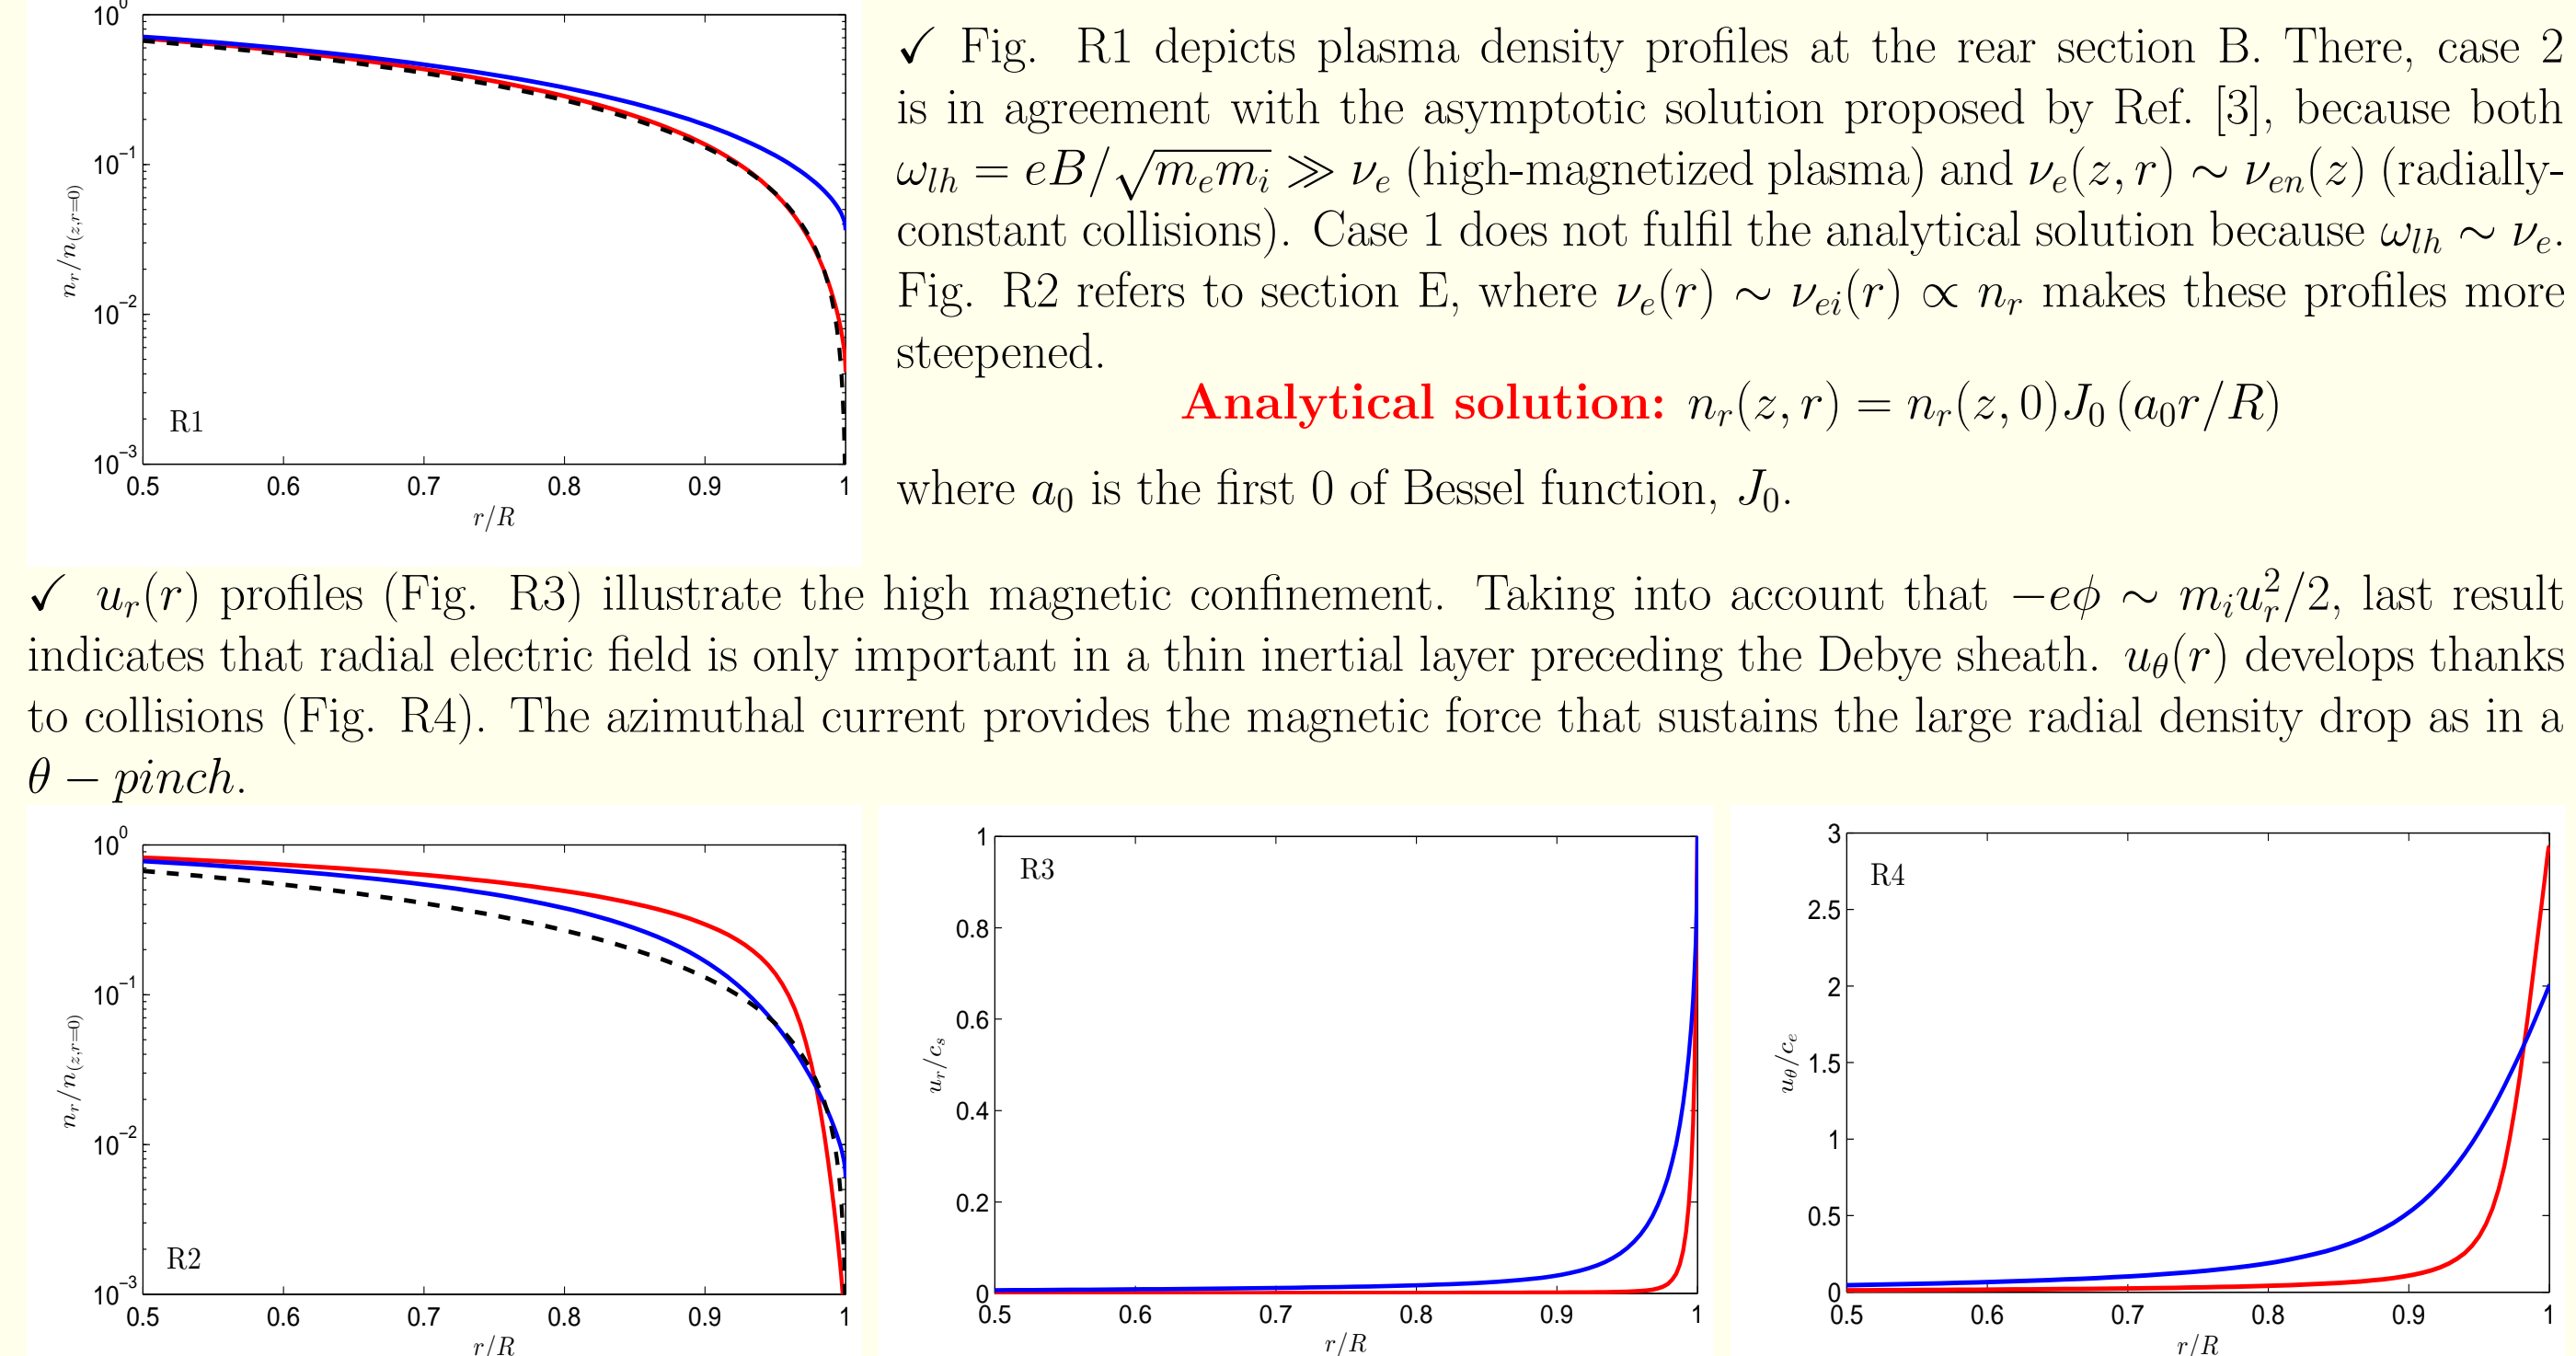 10^0
10^{-1}
10^{-2}
10^{-3}
n_r/n_{(z,r=0)}
R1
0.5 0.6 0.7 0.8 0.9 1
r/R
✓ Fig. R1 depicts plasma density profiles at the rear section B. There, case 2
is in agreement with the asymptotic solution proposed by Ref. [3], because both
ω_{lh} = eB/√(m_e m_i) ≫ ν_e (high-magnetized plasma) and ν_e(z, r) ∼ ν_{en}(z) (radially-
constant collisions). Case 1 does not fulfil the analytical solution because ω_{lh} ∼ ν_e.
Fig. R2 refers to section E, where ν_e(r) ∼ ν_{ei}(r) ∝ n_r makes these profiles more
steepened.
Analytical solution: n_r(z, r) = n_r(z, 0)J_0 (a_0r/R)
where a_0 is the first 0 of Bessel function, J_0.
✓ u_r(r) profiles (Fig. R3) illustrate the high magnetic confinement. Taking into account that −eϕ ∼ m_iu_r^2/2, last result
indicates that radial electric field is only important in a thin inertial layer preceding the Debye sheath. u_θ(r) develops thanks
to collisions (Fig. R4). The azimuthal current provides the magnetic force that sustains the large radial density drop as in a
θ − pinch.
10^0
10^{-1}
10^{-2}
10^{-3}
n_r/n_{(z,r=0)}
R2
0.5 0.6 0.7 0.8 0.9 1
r/R
1
0.8
0.6
0.4
0.2
0
u_r/c_s
R3
0.5 0.6 0.7 0.8 0.9 1
r/R
3
2.5
2
1.5
1
0.5
0
u_θ/c_e
R4
0.5 0.6 0.7 0.8 0.9 1
r/R